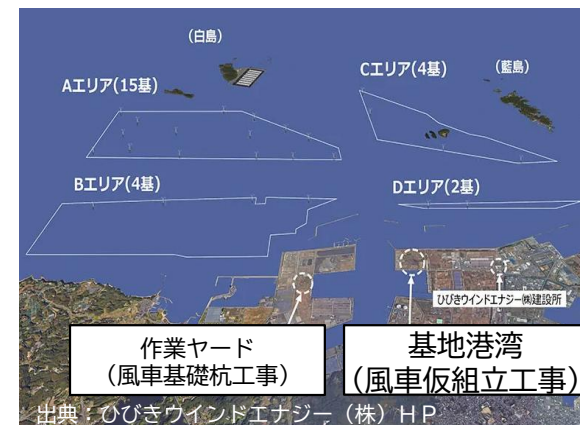 (白島)
Cエリア(4基)
(藍島)
Aエリア(15基)
Bエリア(4基)
Dエリア(2基)
ひびきウインドエナジー㈱建設所
作業ヤード
(風車基礎杭工事)
基地港湾
(風車仮組立工事)
出典:ひびきウインドエナジー(株)HP